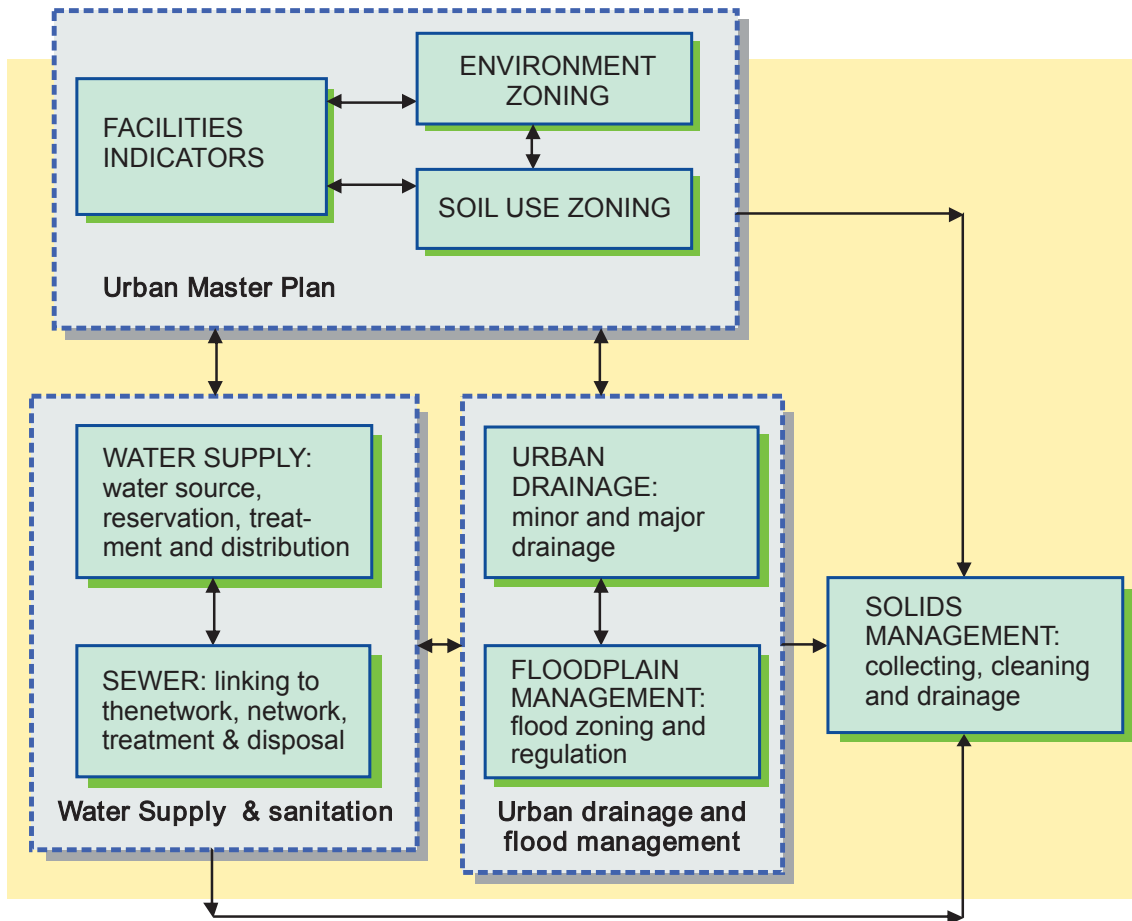 ENVIRONMENT
ZONING
FACILITIES
INDICATORS
SOIL USE ZONING
Urban Master Plan
WATER SUPPLY:
water source,
reservation, treat-
ment and distribution
SEWER: linking to
thenetwork, network,
treatment & disposal
Water Supply & sanitation
URBAN
DRAINAGE:
minor and major
drainage
FLOODPLAIN
MANAGEMENT:
flood zoning and
regulation
Urban drainage and
flood management
SOLIDS
MANAGEMENT:
collecting, cleaning
and drainage